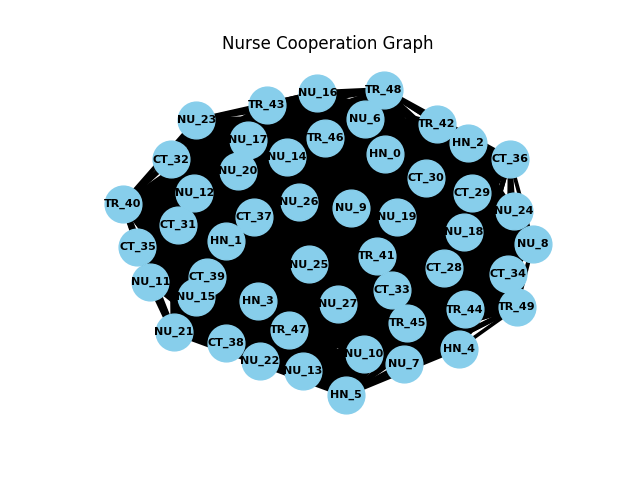 Nurse Cooperation Graph
TR_48
NU_16
TR_43
NU_6
NU_23
TR_42
TR_46
NU_17
HN_2
HN_0
NU_14
CT_32
CT_36
NU_20
CT_30
NU_12
CT_29
NU_26
TR_40
NU_9
NU_24
CT_37
NU_19
CT_31
NU_18
HN_1
NU_8
CT_35
TR_41
NU_25
CT_28
CT_34
CT_39
NU_11
CT_33
NU_15
HN_3
NU_27
TR_49
TR_44
TR_45
TR_47
NU_21
CT_38
HN_4
NU_10
NU_22
NU_7
NU_13
HN_5